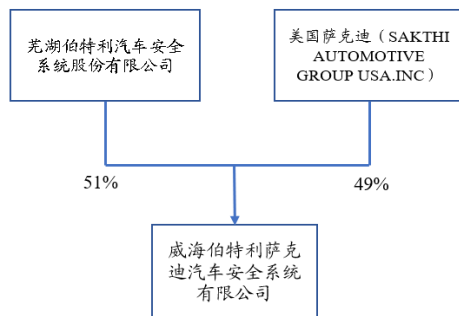 芜湖伯特利汽车安全
系统股份有限公司
美国萨克迪（SAKTHI
AUTOMOTIVE
GROUP USA.INC）
51%
49%
威海伯特利萨克
迪汽车安全系统
有限公司